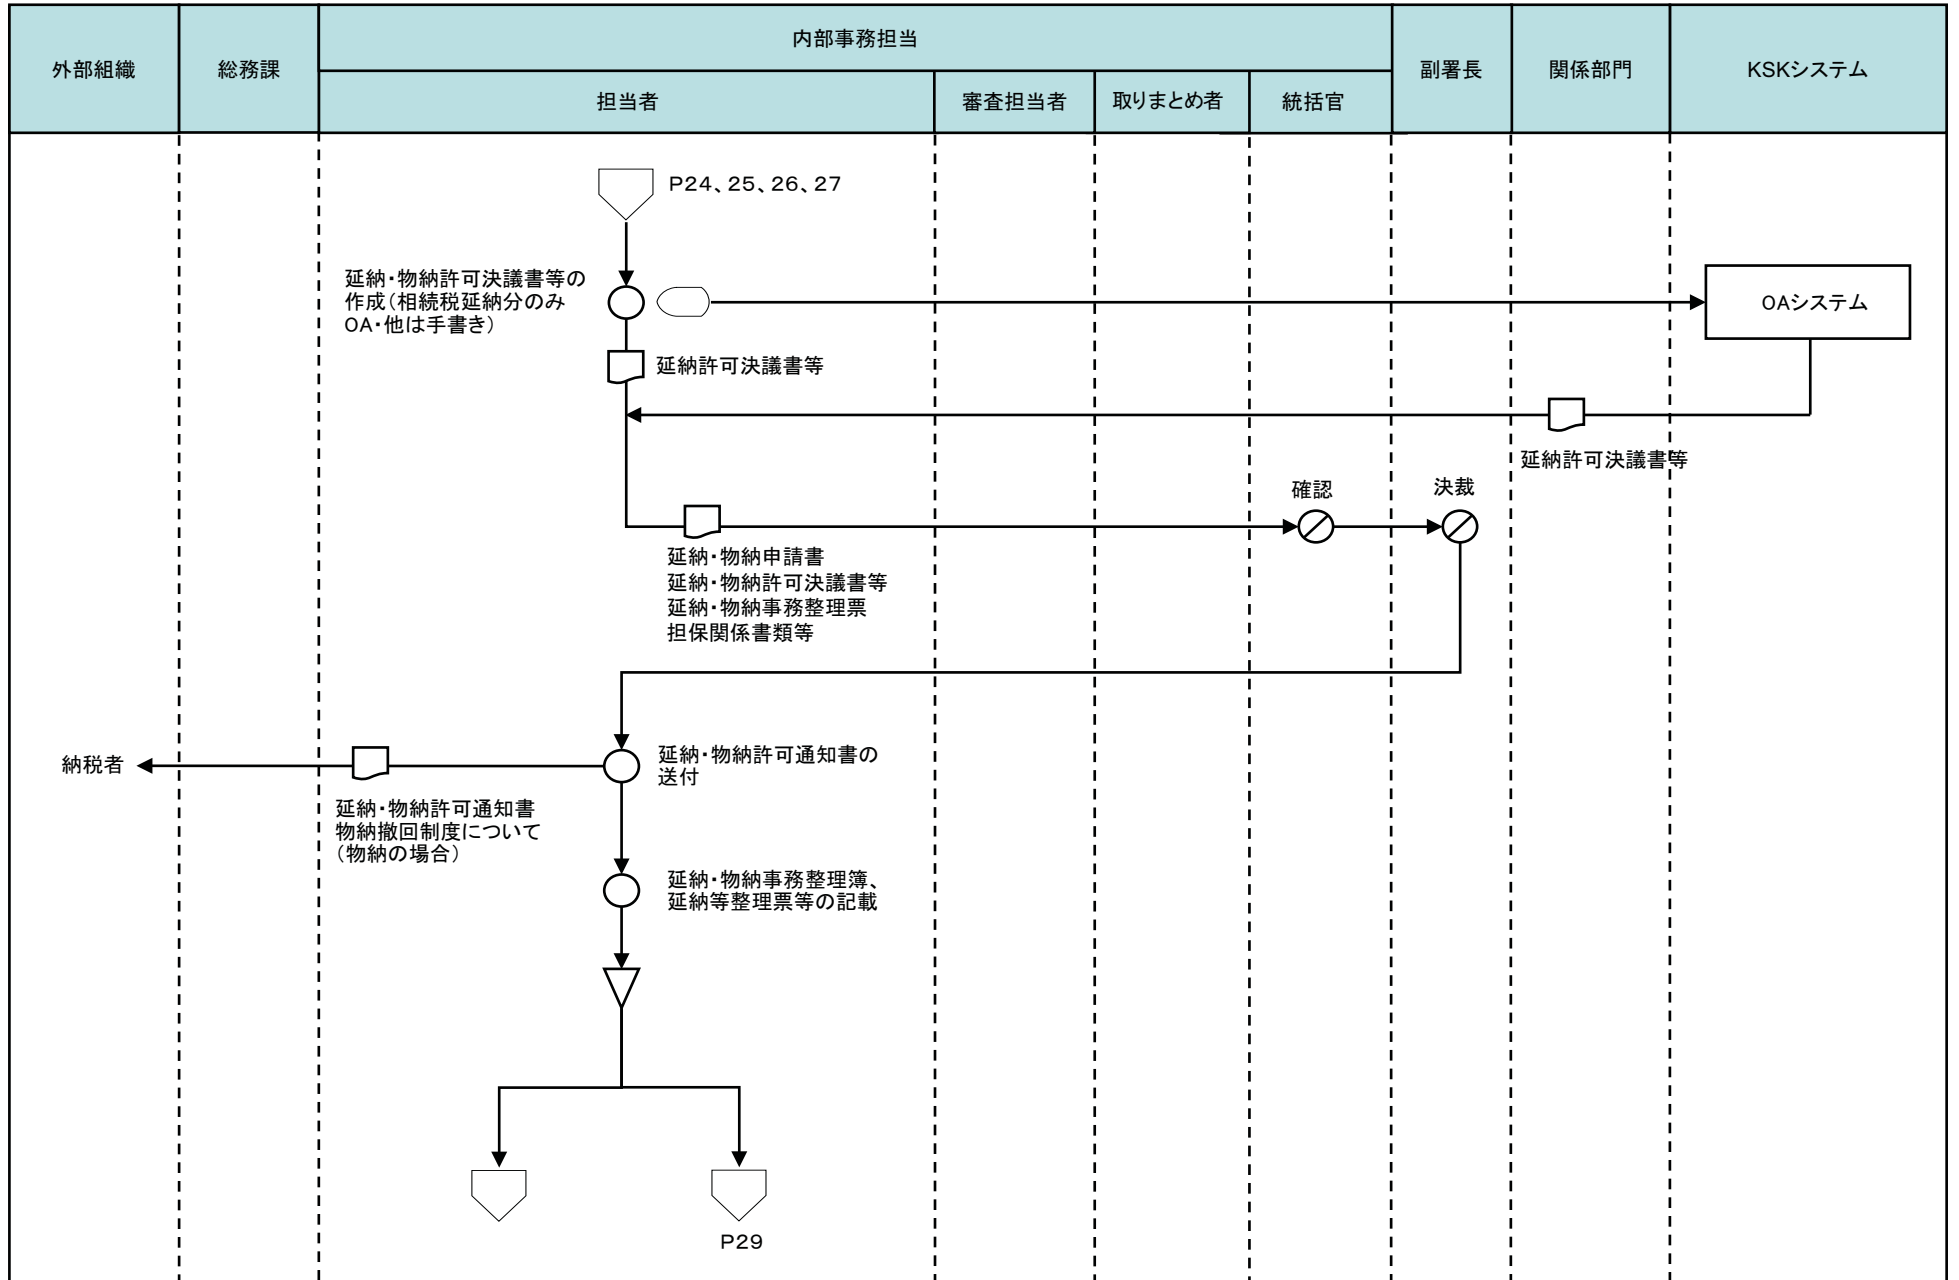 外部組織
総務課
内部事務担当
副署長
関係部門
KSKシステム
担当者
審査担当者
取りまとめ者
統括官
P24、25、26、27
延納・物納許可決議書等の
作成(相続税延納分のみ
OA・他は手書き)
OAシステム
延納許可決議書等
延納許可決議書等
確認
決裁
延納・物納申請書
延納・物納許可決議書等
延納・物納事務整理票
担保関係書類等
納税者
延納・物納許可通知書の
送付
延納・物納許可通知書
物納撤回制度について
(物納の場合)
延納・物納事務整理簿、
延納等整理票等の記載
P29